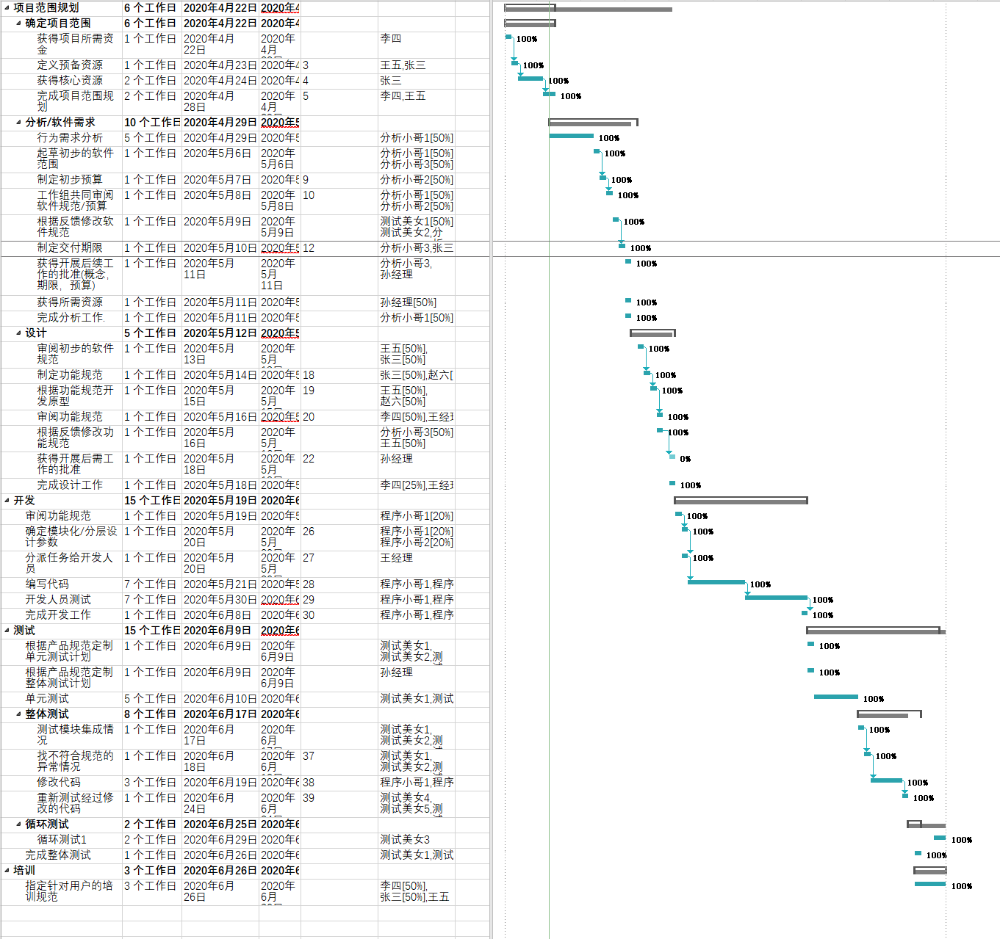 项目范围规划 6 个工作日 2020年4月22日 2020年4
确定项目范围 6 个工作日 2020年4月22日 2020年4
获得项目所需资 1 个工作日 2020年4月 2020年 李四 100%
金 22日 4月
定义预备资源 1 个工作日 2020年4月23日 2020年4 3 王五,张三 100%
获得核心资源 2 个工作日 2020年4月24日 2020年4 4 张三 100%
完成项目范围规 2 个工作日 2020年4月 2020年 5 李四,王五 100%
划 28日 4月
分析/软件需求 10 个工作日 2020年4月29日 2020年5
行为需求分析 5 个工作日 2020年4月29日 2020年5 分析小哥1[50%] 100%
起草初步的软件 1 个工作日 2020年5月6日 2020年 分析小哥1[50%] 100%
范围 5月6日 分析小哥3[50%]
制定初步预算 1 个工作日 2020年5月7日 2020年5 9 分析小哥2[50%] 100%
工作组共同审阅 1 个工作日 2020年5月8日 2020年 10 分析小哥1[50%] 100%
软件规范/预算 5月8日 分析小哥2[50%]
根据反馈修改软 1 个工作日 2020年5月9日 2020年 测试美女1[50%] 100%
件规范 5月9日 测试美女2,分
制定交付期限 1 个工作日 2020年5月10日 2020年5 12 分析小哥3,张三 100%
获得开展后续工 1 个工作日 2020年5月 2020年 分析小哥3, 100%
作的批准(概念, 11日 5月 孙经理
期限, 预算) 11日
获得所需资源 1 个工作日 2020年5月11日 2020年5 孙经理[50%] 100%
完成分析工作. 1 个工作日 2020年5月11日 2020年5 分析小哥1[50%] 100%
设计 5 个工作日 2020年5月12日 2020年5
审阅初步的软件 1 个工作日 2020年5月 2020年 王五[50%], 100%
规范 13日 5月 张三[50%]
制定功能规范 1 个工作日 2020年5月14日 2020年5 18 张三[50%],赵六[ 100%
根据功能规范开 1 个工作日 2020年5月 2020年 19 王五[50%], 100%
发原型 15日 5月 赵六[50%]
审阅功能规范 1 个工作日 2020年5月16日 2020年5 20 李四[50%],王经 100%
根据反馈修改功 1 个工作日 2020年5月 2020年 分析小哥3[50%] 100%
能规范 16日 5月 王五[50%]
获得开展后需工 1 个工作日 2020年5月 2020年 22 孙经理 0%
作的批准 18日 5月
完成设计工作 1 个工作日 2020年5月18日 2020年5 李四[25%],王经 100%
开发 15 个工作日 2020年5月19日 2020年6
审阅功能规范 1 个工作日 2020年5月19日 2020年5 程序小哥1[20%] 100%
确定模块化/分层设 1 个工作日 2020年5月 2020年 26 程序小哥1[20%] 100%
计参数 20日 5月 程序小哥2[20%]
分派任务给开发人 1 个工作日 2020年5月 2020年 27 王经理 100%
员 20日 5月
编写代码 7 个工作日 2020年5月21日 2020年5 28 程序小哥1,程序 100%
开发人员测试 7 个工作日 2020年5月30日 2020年6 29 程序小哥1,程序 100%
完成开发工作 1 个工作日 2020年6月8日 2020年6 30 程序小哥1,程序 100%
测试 15 个工作日 2020年6月9日 2020年6
根据产品规范定制 1 个工作日 2020年6月9日 2020年 测试美女1, 100%
单元测试计划 6月9日 测试美女2,测
根据产品规范定制 1 个工作日 2020年6月9日 2020年 孙经理 100%
整体测试计划 6月9日
单元测试 5 个工作日 2020年6月10日 2020年6 测试美女1,测试 100%
整体测试 8 个工作日 2020年6月17日 2020年6
测试模块集成情 1 个工作日 2020年6月 2020年 测试美女1, 100%
况 17日 6月 测试美女2,测
找不符合规范的 1 个工作日 2020年6月 2020年 37 测试美女1, 100%
异常情况 18日 6月 测试美女2,测
修改代码 3 个工作日 2020年6月19日 2020年6 38 程序小哥1,程序 100%
重新测试经过修 1 个工作日 2020年6月 2020年 39 测试美女4, 100%
改的代码 24日 6月 测试美女5,测
循环测试 2 个工作日 2020年6月25日 2020年6
循环测试1 2 个工作日 2020年6月29日 2020年6 测试美女3 100%
完成整体测试 1 个工作日 2020年6月26日 2020年6 测试美女1,测试 100%
培训 3 个工作日 2020年6月26日 2020年6
指定针对用户的培 3 个工作日 2020年6月 2020年 李四[50%], 100%
训规范 26日 6月 张三[50%],王五